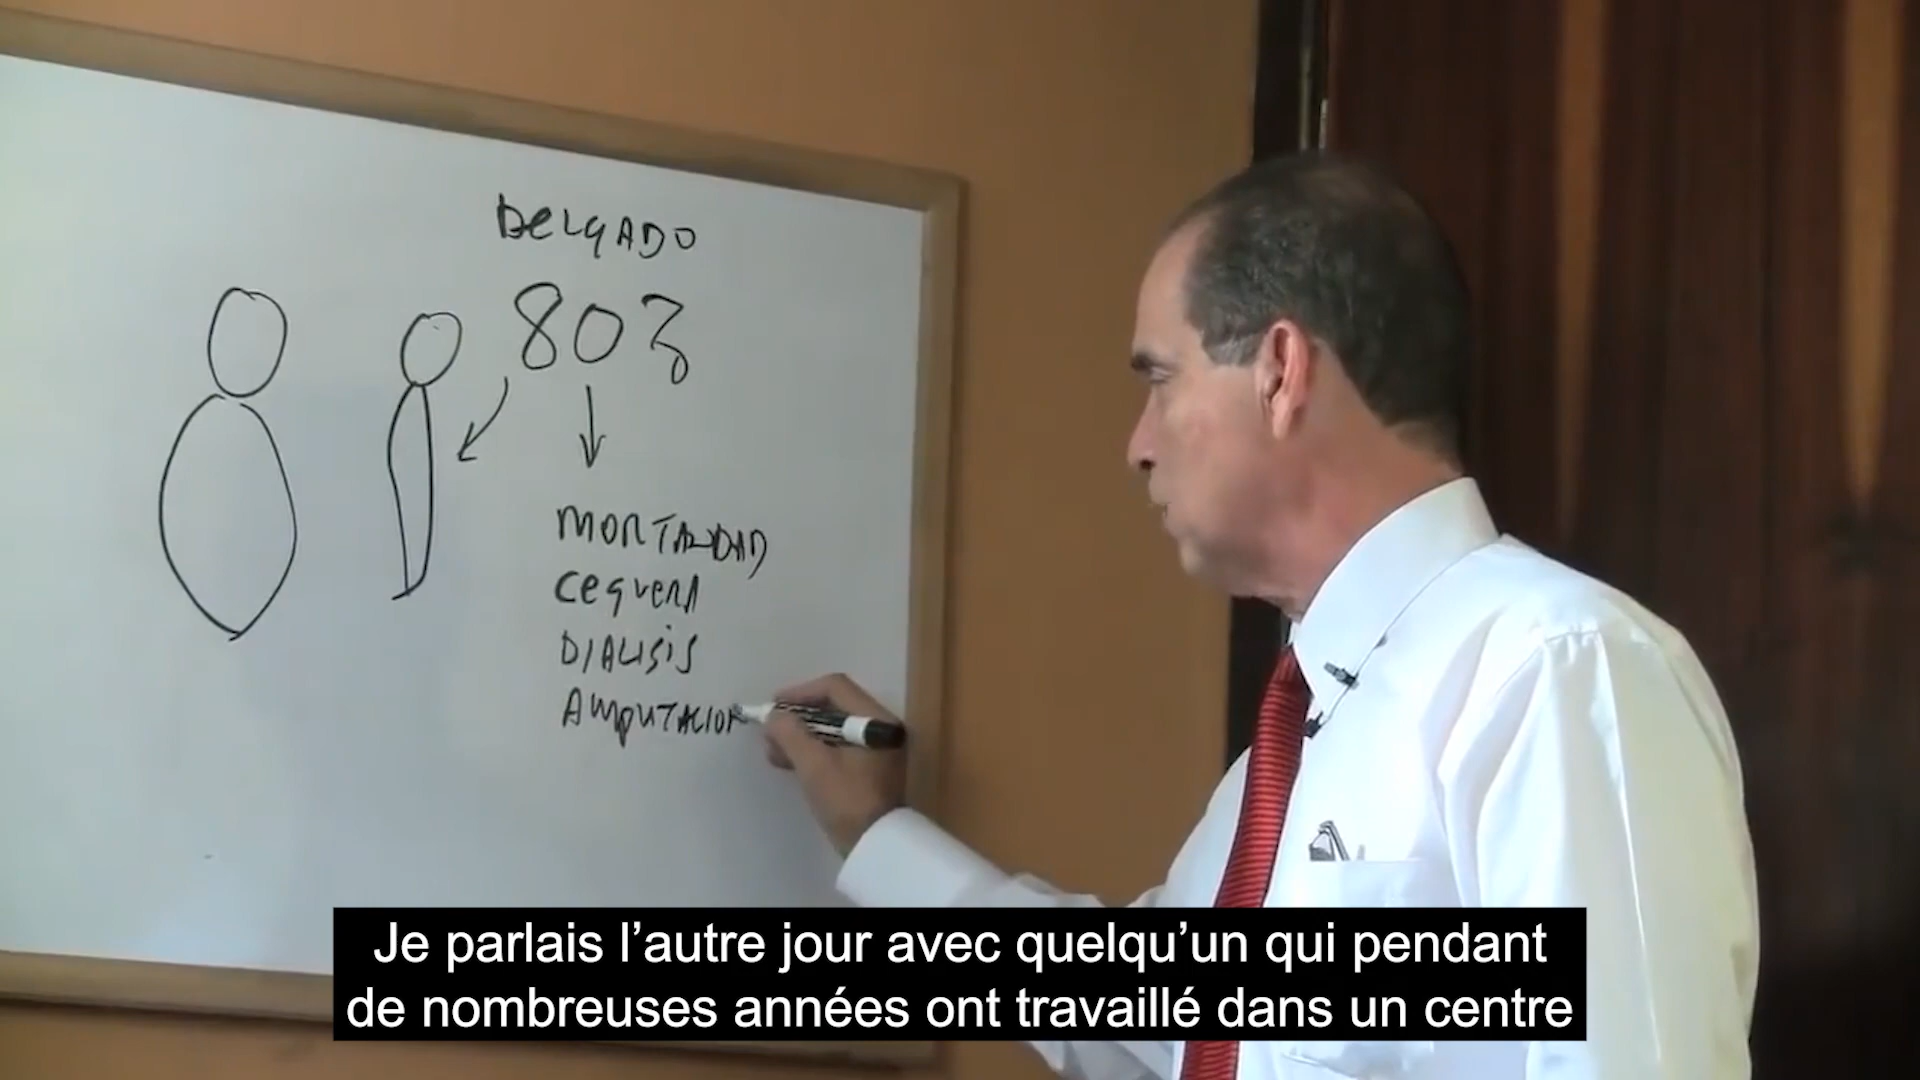 DELGADO
803
MORTALIDAD
CEGUERA
DIALISIS
AMPUTACION
Je parlais l’autre jour avec quelqu’un qui pendant
de nombreuses années ont travaillé dans un centre